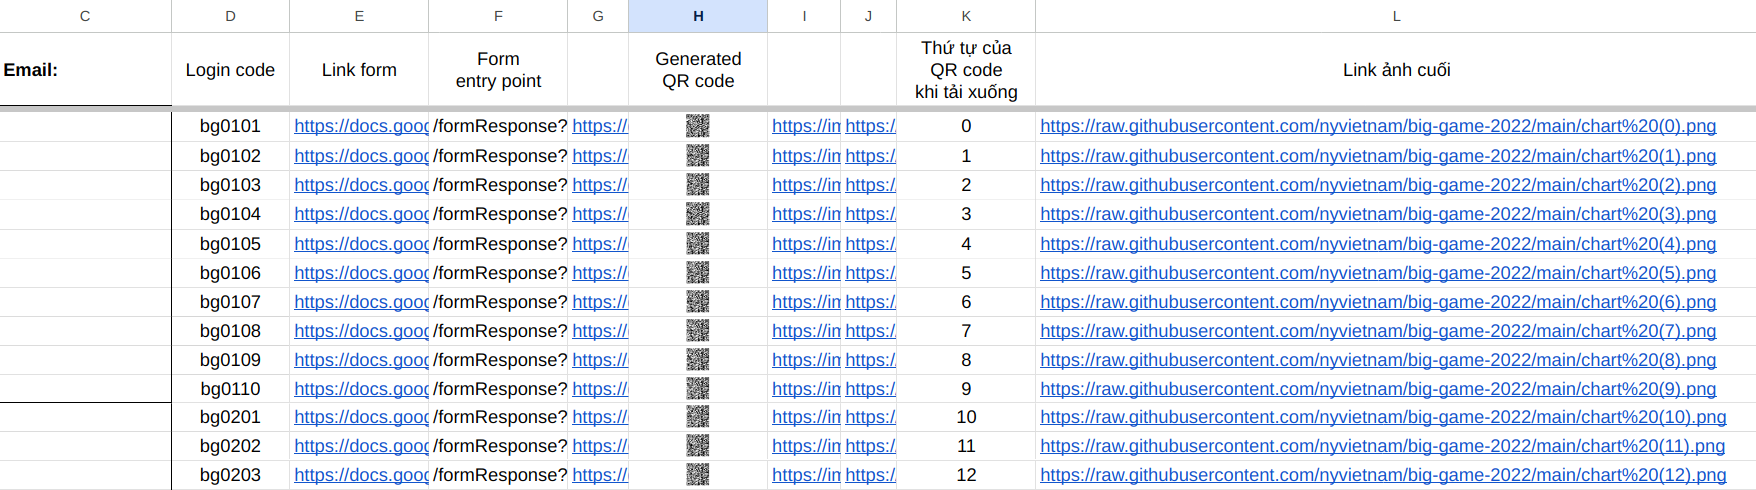 C D E F G H I J K L
Email: Login code Link form Form entry point Generated QR code Thứ tự của QR code khi tải xuống Link ảnh cuối
bg0101 https://docs.goog /formResponse? https:// https://im https:/ 0 https://raw.githubusercontent.com/nyvietnam/big-game-2022/main/chart%20(0).png
bg0102 https://docs.goog /formResponse? https:// https://im https:/ 1 https://raw.githubusercontent.com/nyvietnam/big-game-2022/main/chart%20(1).png
bg0103 https://docs.goog /formResponse? https:// https://im https:/ 2 https://raw.githubusercontent.com/nyvietnam/big-game-2022/main/chart%20(2).png
bg0104 https://docs.goog /formResponse? https:// https://im https:/ 3 https://raw.githubusercontent.com/nyvietnam/big-game-2022/main/chart%20(3).png
bg0105 https://docs.goog /formResponse? https:// https://im https:/ 4 https://raw.githubusercontent.com/nyvietnam/big-game-2022/main/chart%20(4).png
bg0106 https://docs.goog /formResponse? https:// https://im https:/ 5 https://raw.githubusercontent.com/nyvietnam/big-game-2022/main/chart%20(5).png
bg0107 https://docs.goog /formResponse? https:// https://im https:/ 6 https://raw.githubusercontent.com/nyvietnam/big-game-2022/main/chart%20(6).png
bg0108 https://docs.goog /formResponse? https:// https://im https:/ 7 https://raw.githubusercontent.com/nyvietnam/big-game-2022/main/chart%20(7).png
bg0109 https://docs.goog /formResponse? https:// https://im https:/ 8 https://raw.githubusercontent.com/nyvietnam/big-game-2022/main/chart%20(8).png
bg0110 https://docs.goog /formResponse? https:// https://im https:/ 9 https://raw.githubusercontent.com/nyvietnam/big-game-2022/main/chart%20(9).png
bg0201 https://docs.goog /formResponse? https:// https://im https:/ 10 https://raw.githubusercontent.com/nyvietnam/big-game-2022/main/chart%20(10).png
bg0202 https://docs.goog /formResponse? https:// https://im https:/ 11 https://raw.githubusercontent.com/nyvietnam/big-game-2022/main/chart%20(11).png
bg0203 https://docs.goog /formResponse? https:// https://im https:/ 12 https://raw.githubusercontent.com/nyvietnam/big-game-2022/main/chart%20(12).png